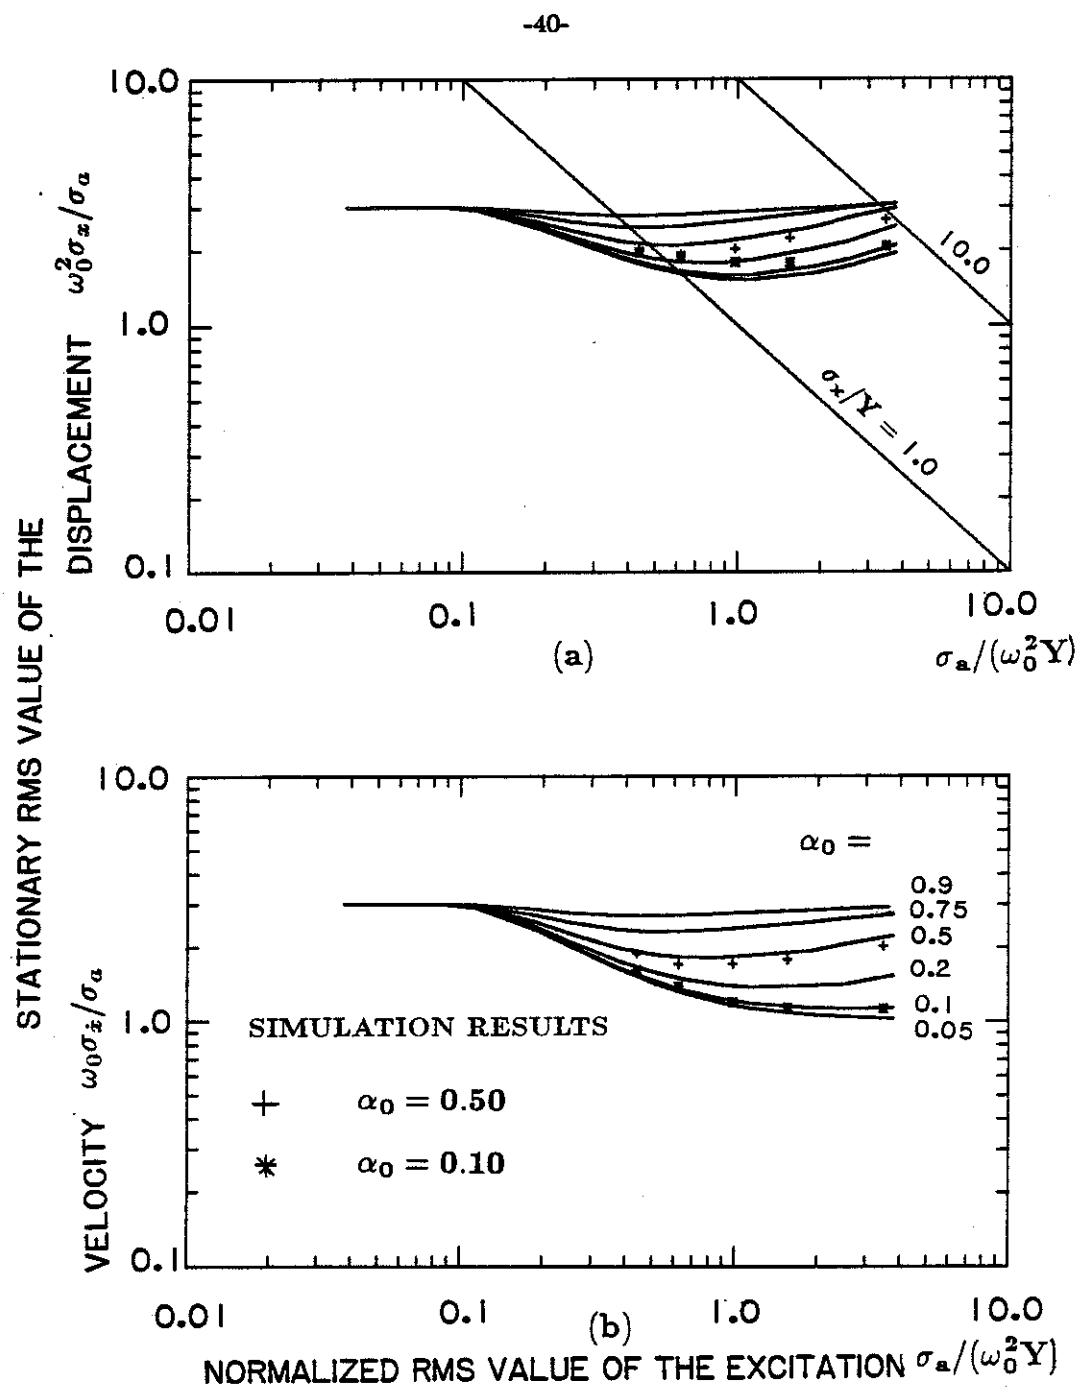 -40-
STATIONARY RMS VALUE OF THE
DISPLACEMENT ω₀²σₓ/σₐ
10.0
1.0
0.1
0.01
0.1
1.0
10.0
10.0
σₓ/Y = 1.0
(a)
σₐ/(ω₀²Y)
VELOCITY ω₀σ_ẋ/σₐ
10.0
1.0
0.1
α₀ =
0.9
0.75
0.5
0.2
0.1
0.05
SIMULATION RESULTS
+ α₀ = 0.50
* α₀ = 0.10
0.01
0.1
1.0
10.0
(b)
NORMALIZED RMS VALUE OF THE EXCITATION σₐ/(ω₀²Y)